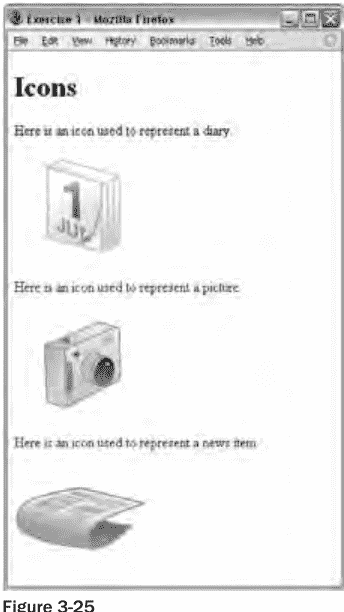 Exercise 1 - Mozilla Firefox
File Edit View History Bookmarks Tools Help
Icons
Here is an icon used to represent a diary.
1
JULY
Here is an icon used to represent a picture
Here is an icon used to represent a news item
Figure 3-25